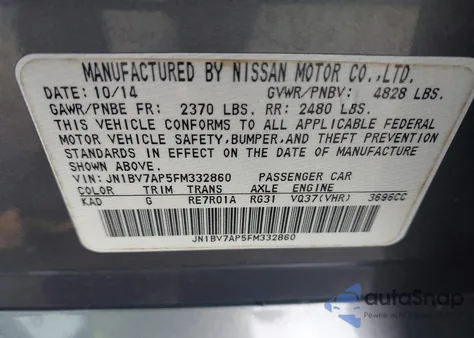 MANUFACTURED BY NISSAN MOTOR CO.,LTD.
DATE: 10/14 GVWR/PNBV: 4828 LBS.
GAWR/PNBE FR: 2370 LBS. RR: 2480 LBS.
THIS VEHICLE CONFORMS TO ALL APPLICABLE FEDERAL
MOTOR VEHICLE SAFETY,BUMPER,AND THEFT PREVENTION
STANDARDS IN EFFECT ON THE DATE OF MANUFACTURE
SHOWN ABOVE.
VIN: JN1BV7AP5FM332860 PASSENGER CAR
COLOR TRIM TRANS AXLE ENGINE
KAD G RE7R01A RG31 VQ37(VHR) 3696CC
JN1BV7AP5FM332860
autoSnap